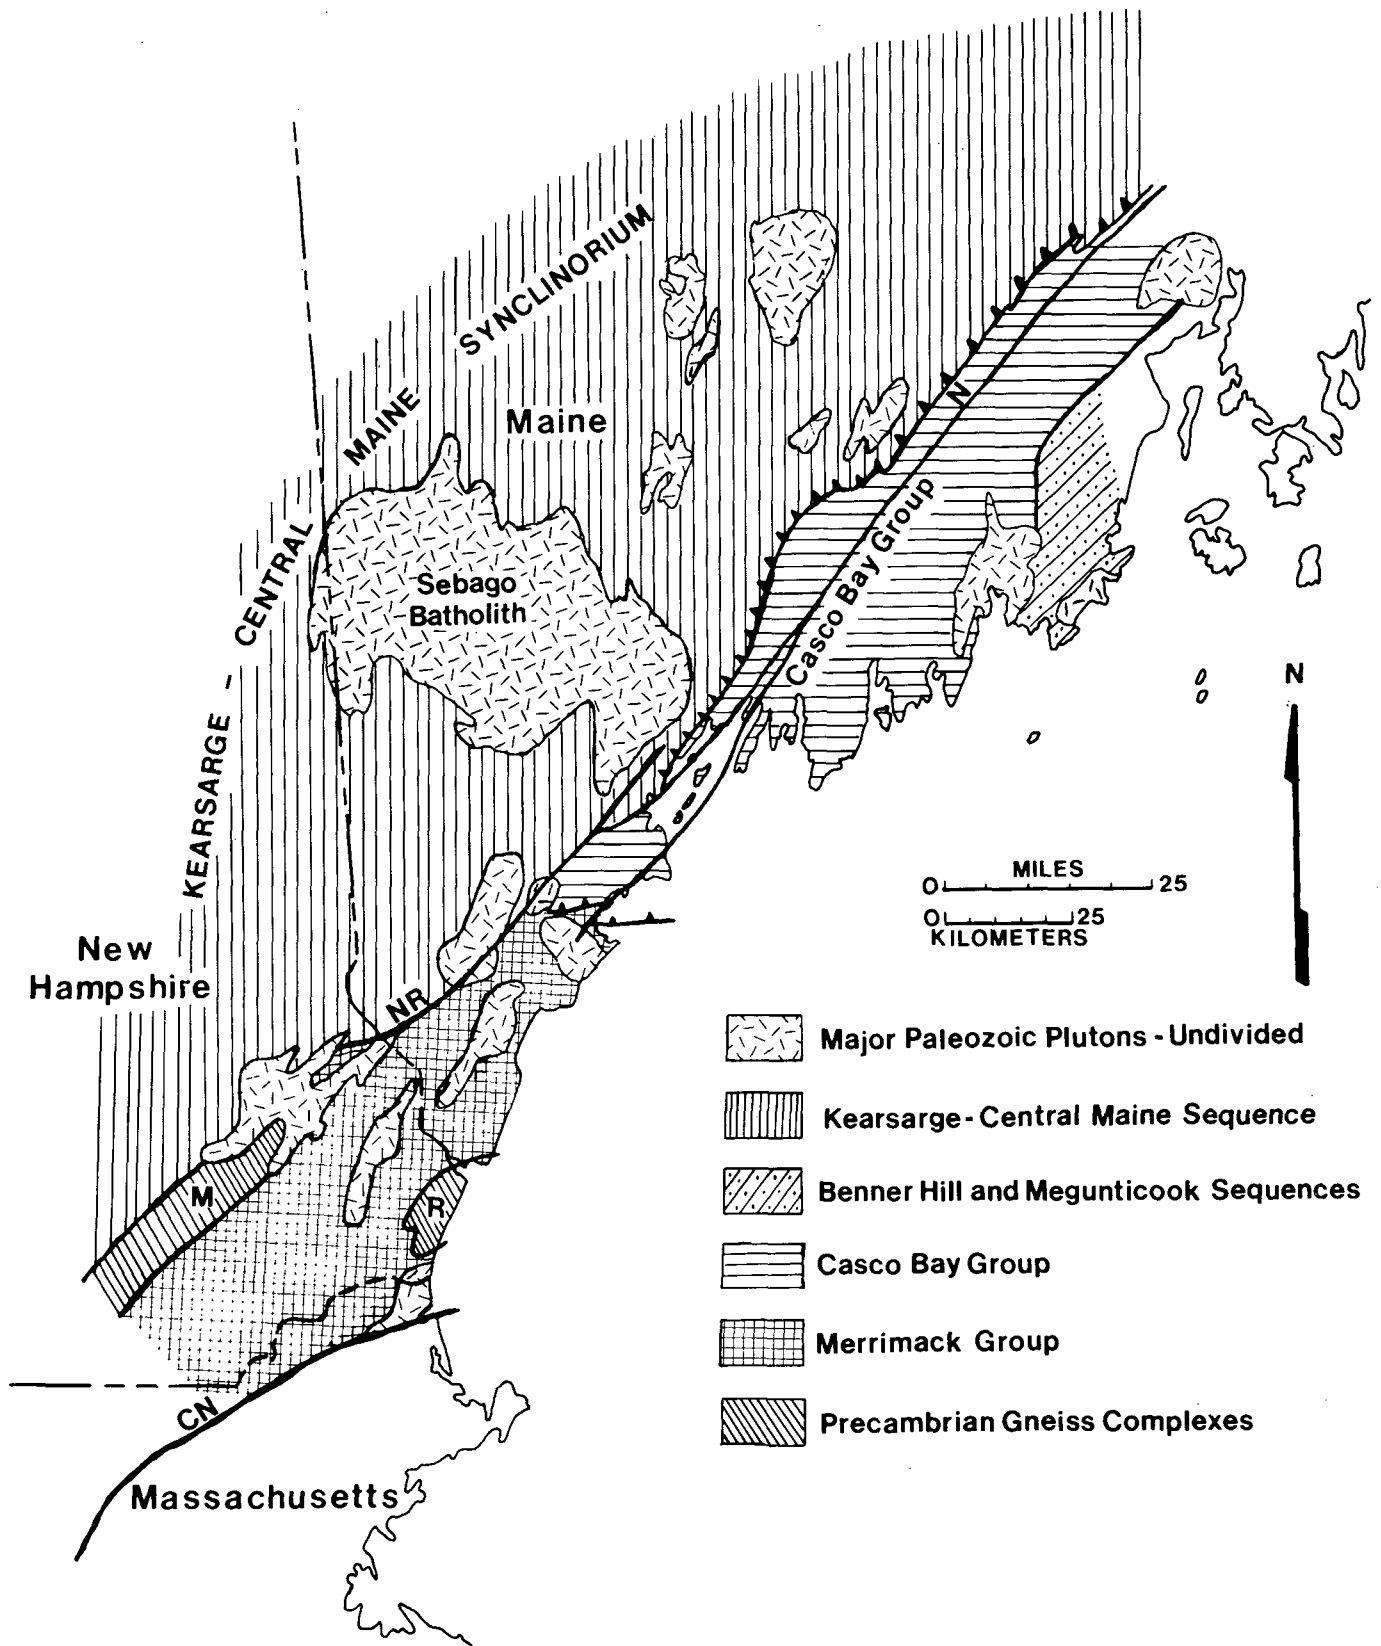 SYNCLINORIUM
MAINE
Maine
CENTRAL
KEARSARGE -
Sebago
Batholith
N
Casco Bay Group
N
MILES
0 25
0 25
KILOMETERS
New
Hampshire
NR
M
R
CN
Massachusetts
Major Paleozoic Plutons - Undivided
Kearsarge - Central Maine Sequence
Benner Hill and Megunticook Sequences
Casco Bay Group
Merrimack Group
Precambrian Gneiss Complexes